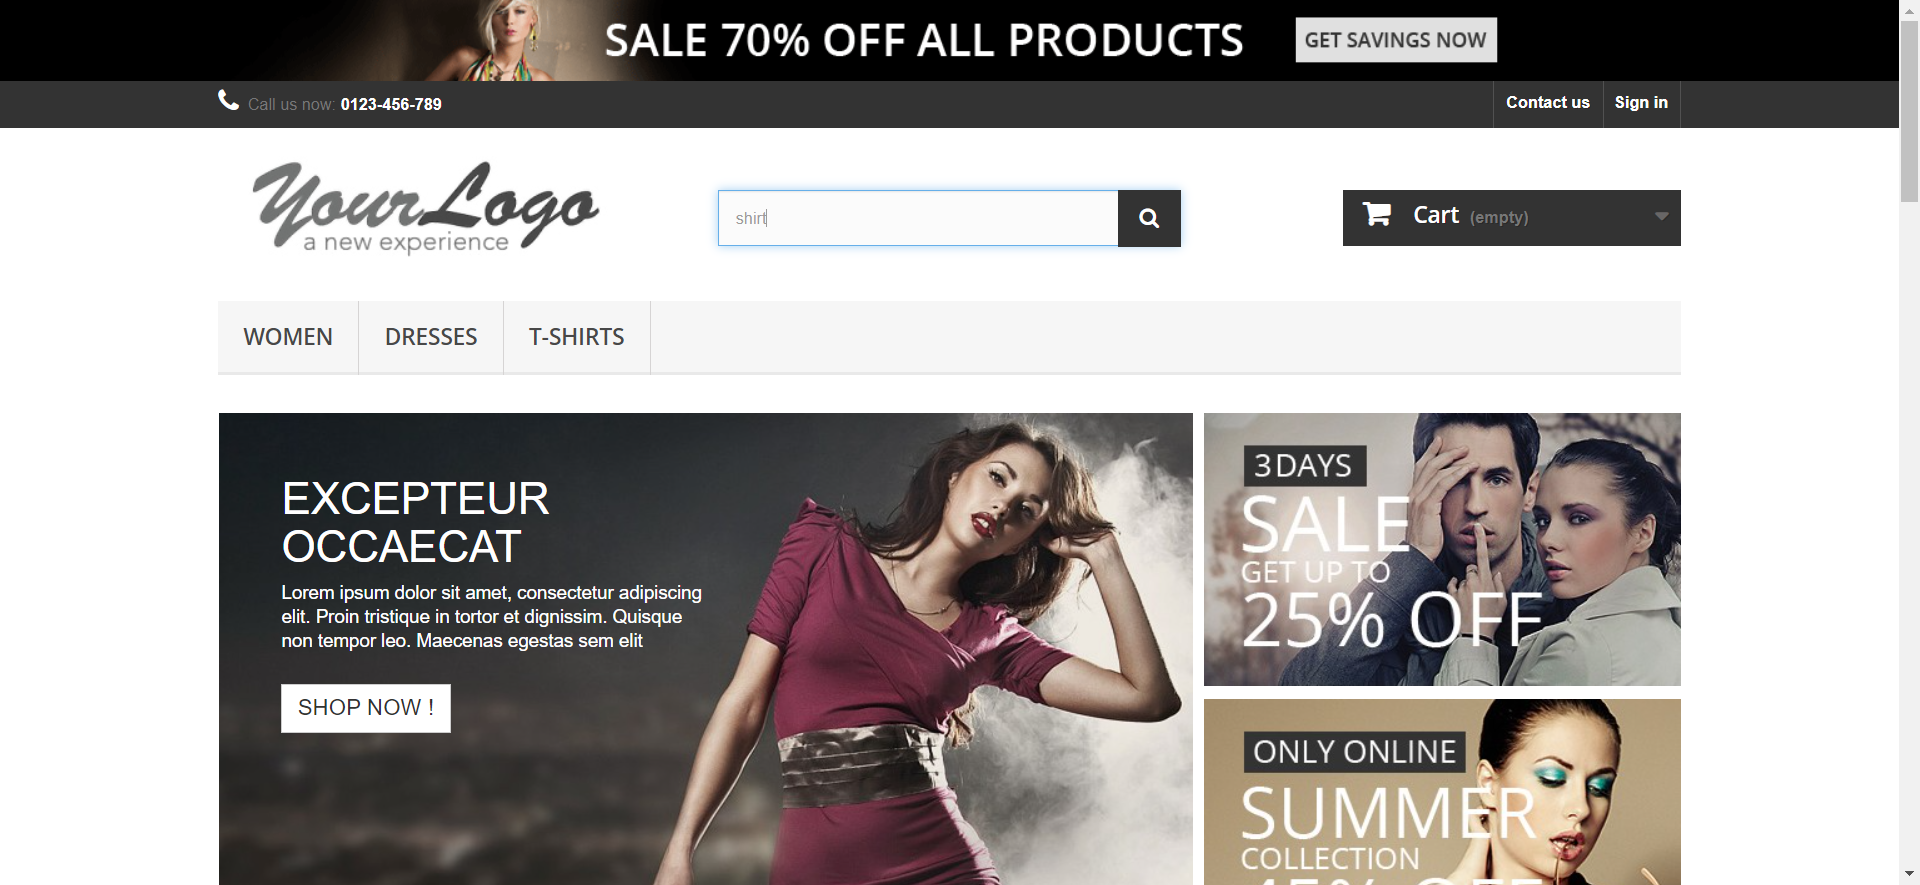 SALE 70% OFF ALL PRODUCTS
GET SAVINGS NOW
Call us now: 0123-456-789
Contact us
Sign in
YourLogo
a new experience
shirt
Cart (empty)
WOMEN
DRESSES
T-SHIRTS
EXCEPTEUR
OCCAECAT
Lorem ipsum dolor sit amet, consectetur adipiscing
elit. Proin tristique in tortor et dignissim. Quisque
non tempor leo. Maecenas egestas sem elit
SHOP NOW !
3DAYS
SALE
GET UP TO
25% OFF
ONLY ONLINE
SUMMER
COLLECTION
45% OFF